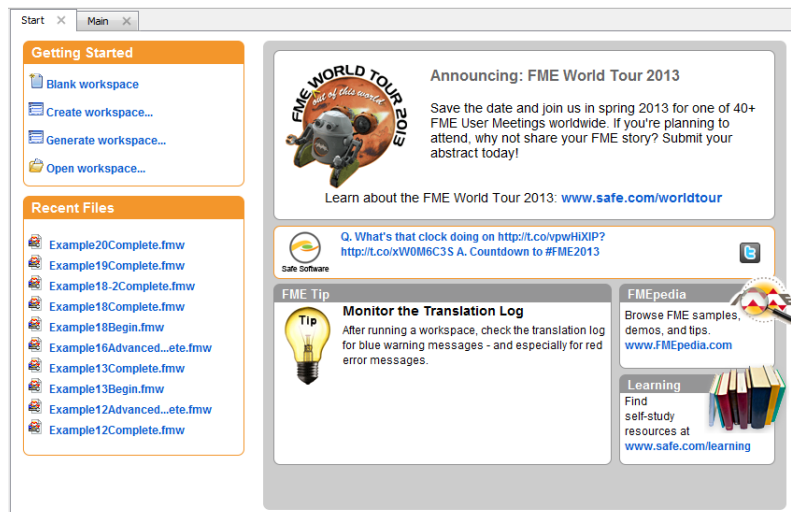 Start
Main
Getting Started
Blank workspace
Create workspace...
Generate workspace...
Open workspace...
Recent Files
Example20Complete.fmw
Example19Complete.fmw
Example18-2Complete.fmw
Example18Complete.fmw
Example18Begin.fmw
Example16Advanced...ete.fmw
Example13Complete.fmw
Example13Begin.fmw
Example12Advanced...ete.fmw
Example12Complete.fmw
FME WORLD TOUR 2013
out of this world
Announcing: FME World Tour 2013
Save the date and join us in spring 2013 for one of 40+
FME User Meetings worldwide. If you're planning to
attend, why not share your FME story? Submit your
abstract today!
Learn about the FME World Tour 2013: www.safe.com/worldtour
Safe Software
Q. What's that clock doing on http://t.co/vpwHiXIP?
http://t.co/xW0M6C3S A. Countdown to #FME2013
FME Tip
Tip
Monitor the Translation Log
After running a workspace, check the translation log
for blue warning messages - and especially for red
error messages.
FMEpedia
Browse FME samples,
demos, and tips.
www.FMEpedia.com
Learning
Find
self-study
resources at
www.safe.com/learning